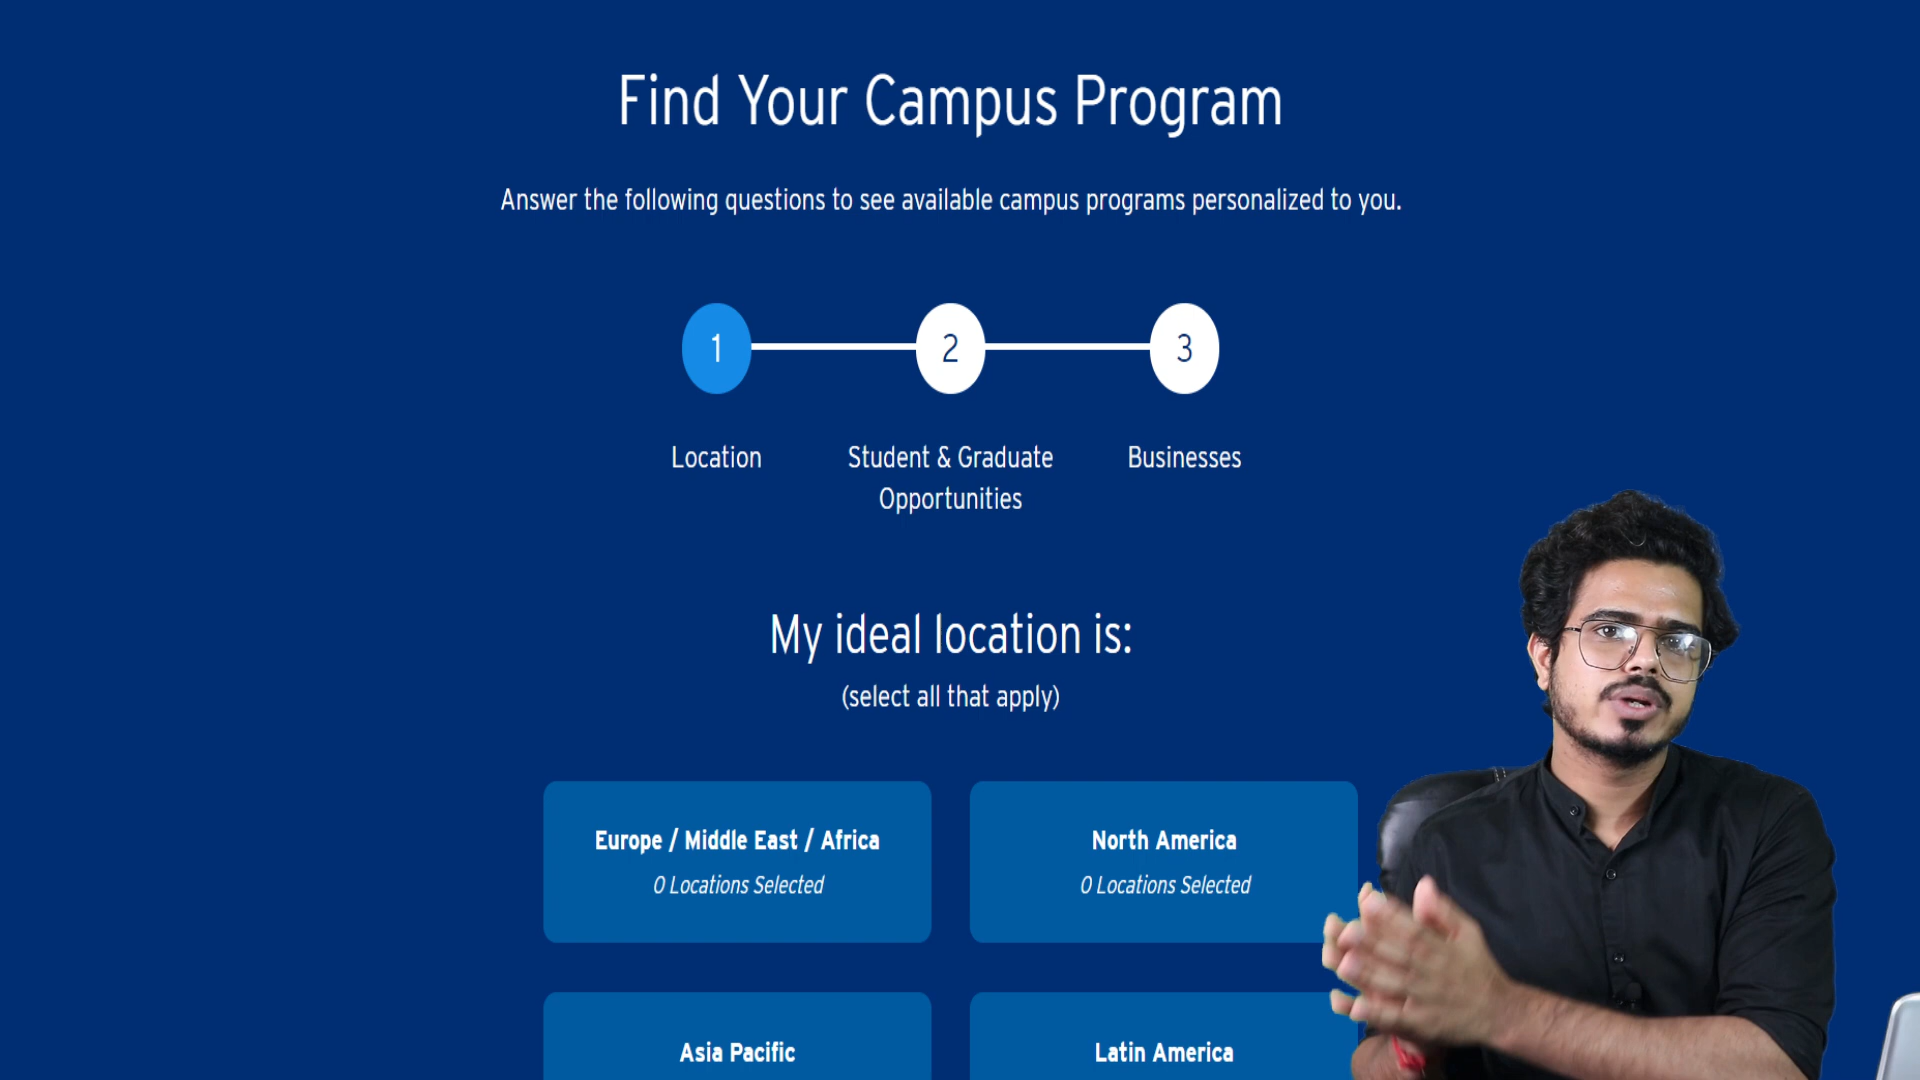 Find Your Campus Program
Answer the following questions to see available campus programs personalized to you.
1
2
3
Location
Student & Graduate
Opportunities
Businesses
My ideal location is:
(select all that apply)
Europe / Middle East / Africa
0 Locations Selected
North America
0 Locations Selected
Asia Pacific
Latin America